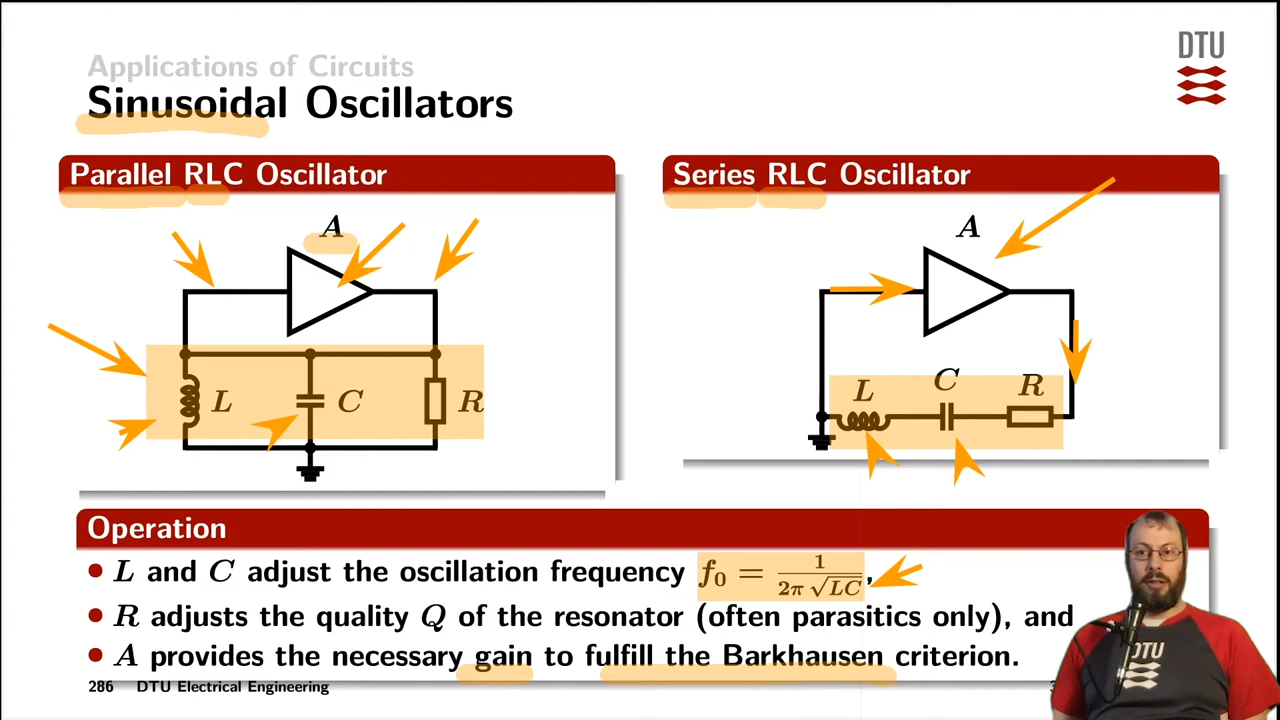 Applications of Circuits
DTU
Sinusoidal Oscillators
Parallel RLC Oscillator
A
L
C
R
Series RLC Oscillator
A
L
C
R
Operation
L and C adjust the oscillation frequency f₀ = 1 / 2π √LC,
R adjusts the quality Q of the resonator (often parasitics only), and
A provides the necessary gain to fulfill the Barkhausen criterion.
286 DTU Electrical Engineering
DTU